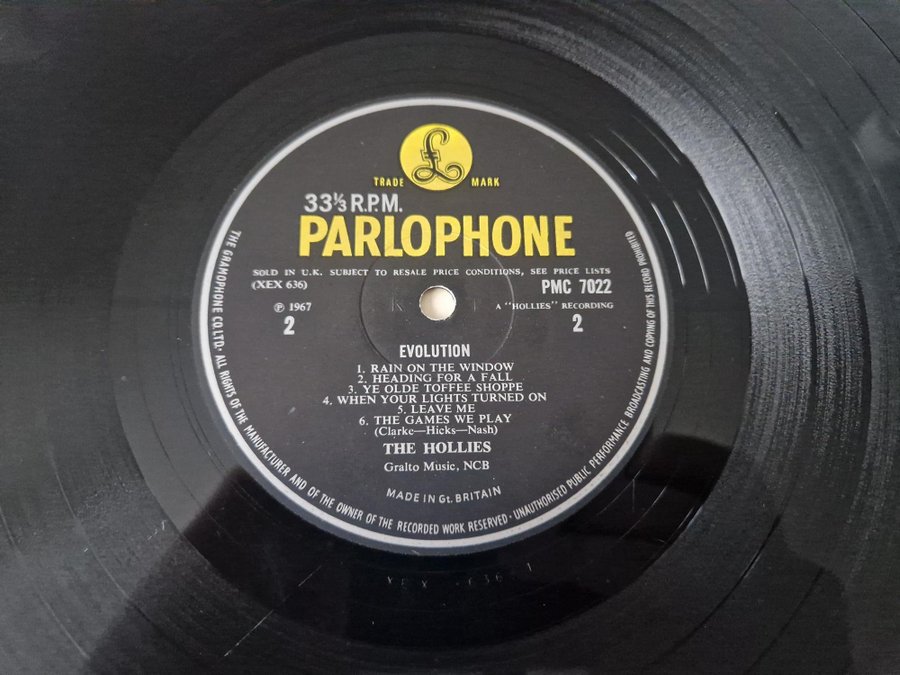 £
TRADE MARK
33⅓ R.P.M.
PARLOPHONE
SOLD IN U.K. SUBJECT TO RESALE PRICE CONDITIONS, SEE PRICE LISTS
(XEX 636) PMC 7022
℗ 1967 A "HOLLIES" RECORDING
2 2
K T
EVOLUTION
1. RAIN ON THE WINDOW
2. HEADING FOR A FALL
3. YE OLDE TOFFEE SHOPPE
4. WHEN YOUR LIGHTS TURNED ON
5. LEAVE ME
6. THE GAMES WE PLAY
(Clarke—Hicks—Nash)
THE HOLLIES
Gralto Music, NCB
MADE IN Gt. BRITAIN
THE GRAMOPHONE CO. LTD · ALL RIGHTS OF THE MANUFACTURER AND OF THE OWNER OF THE RECORDED WORK RESERVED · UNAUTHORISED PUBLIC PERFORMANCE BROADCASTING AND COPYING OF THIS RECORD PROHIBITED
XEX 636 1